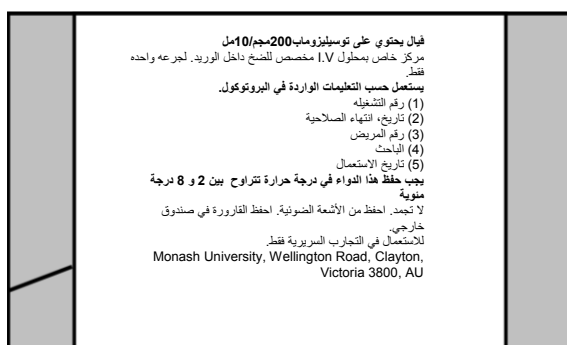 فيال يحتوي على توسيليزوماب200مجم/10مل
مركز خاص بمحلول I.V مخصص للضخ داخل الوريد. لجرعه واحده
فقط.
يستعمل حسب التعليمات الواردة في البروتوكول.
(1) رقم التشغيله
(2) تاريخ، انتهاء الصلاحية
(3) رقم المريض
(4) الباحث
(5) تاريخ الاستعمال
يجب حفظ هذا الدواء في درجة حرارة تتراوح بين 2 و 8 درجة
منوية
لا تجمد. احفظ من الأشعة الضوئية. احفظ القارورة في صندوق
خارجي.
للاستعمال في التجارب السريرية فقط.
Monash University, Wellington Road, Clayton,
Victoria 3800, AU